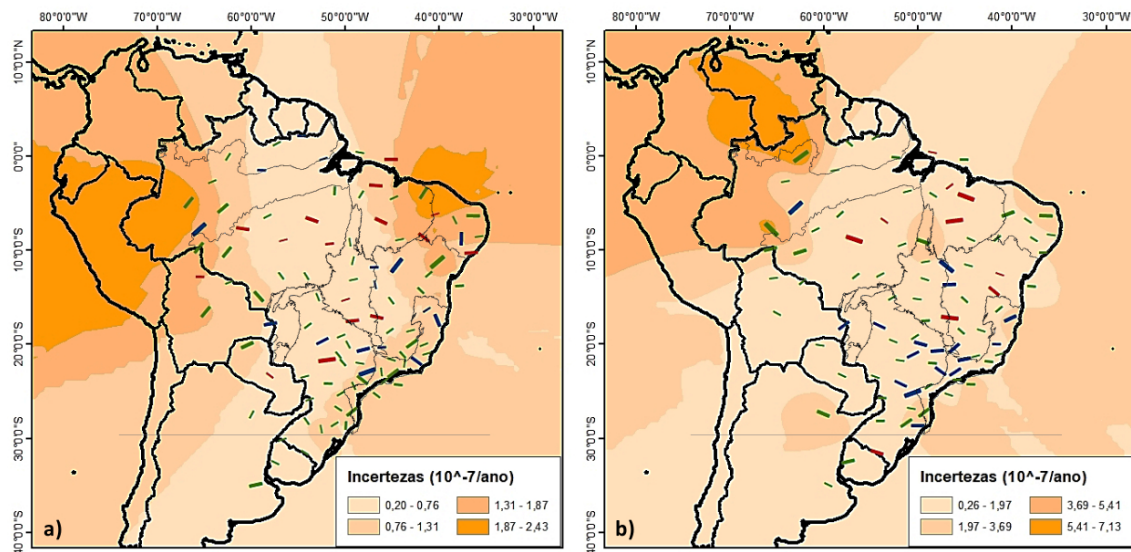 80°0'0"W 70°0'0"W 60°0'0"W 50°0'0"W 40°0'0"W 30°0'0"W
10°0'0"N
0°0'0"
10°0'0"S
20°0'0"S
30°0'0"S
40°0'0"S
Incertezas (10^-7/ano)
0,20 - 0,76 1,31 - 1,87
0,76 - 1,31 1,87 - 2,43
a)
80°0'0"W 70°0'0"W 60°0'0"W 50°0'0"W 40°0'0"W 30°0'0"W
10°0'0"N
0°0'0"
10°0'0"S
20°0'0"S
30°0'0"S
40°0'0"S
Incertezas (10^-7/ano)
0,26 - 1,97 3,69 - 5,41
1,97 - 3,69 5,41 - 7,13
b)